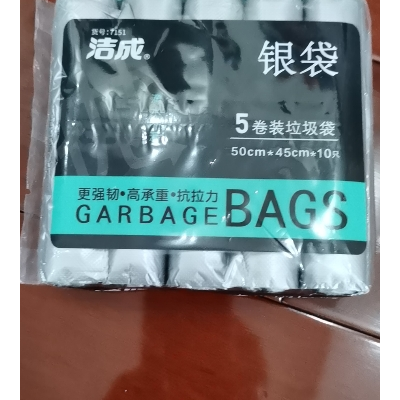 货号:7151
洁成®
银袋
5卷装垃圾袋
50cm*45cm*10只
更强韧·高承重·抗拉力
GARBAGE BAGS